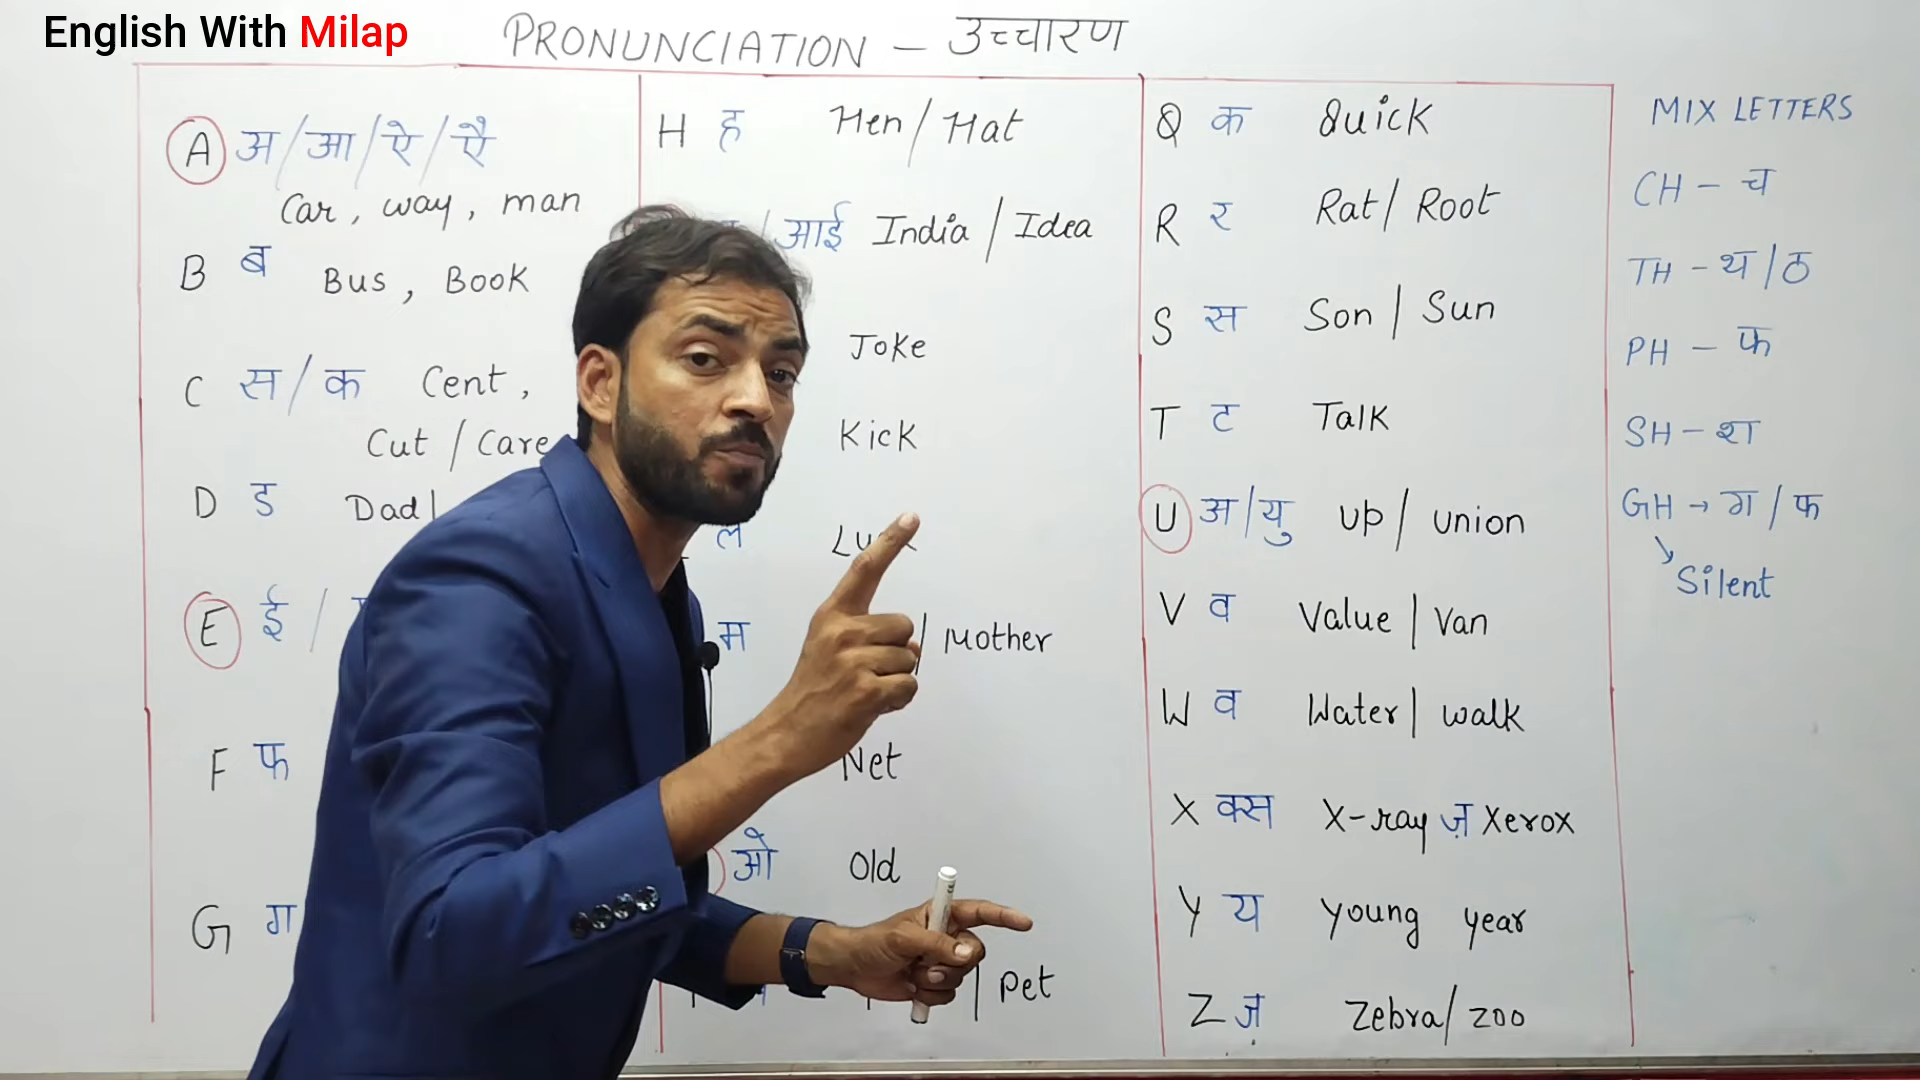 English With Milap
PRONUNCIATION – उच्चारण
A अ/आ/ऐ/ऐ
Car, way, man
B ब Bus, Book
C स/क Cent,
Cut / Care
D ड Dad/
E ई /
F फ
G ग
H ह Hen / Hat
/ आई India / Idea
Joke
Kick
ल
म / Mother
Net
ओ Old
/ Pet
Q क Quick
R र Rat / Root
S स Son / Sun
T ट Talk
U अ/यु Up / union
V व Value / Van
W व Water / walk
X क्स X-ray ज़ Xerox
Y य Young year
Z ज़ Zebra / zoo
MIX LETTERS
CH – च
TH – थ / ठ
PH – फ
SH – श
GH → ग / फ
↘
Silent